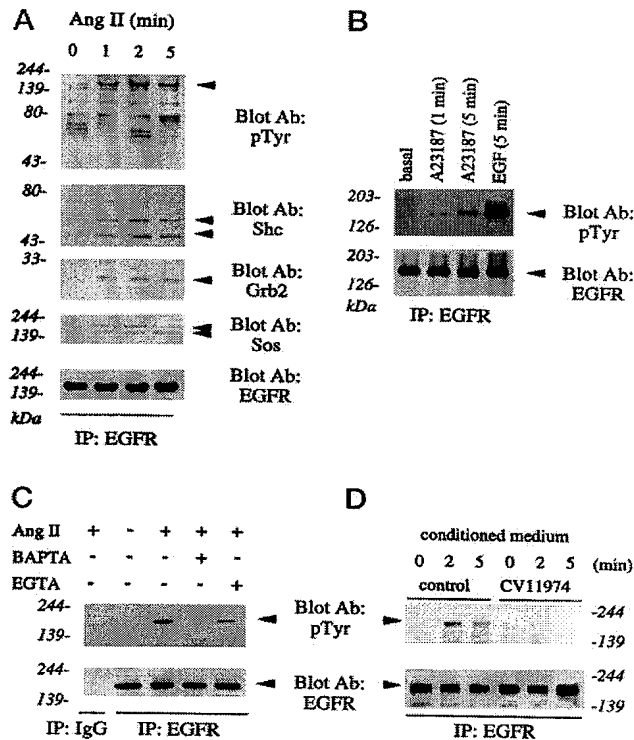 A
Ang II (min)
0 1 2 5
244-
139-
80-
43-
Blot Ab:
pTyr
80-
43-
Blot Ab:
Shc
33-
Blot Ab:
Grb2
244-
139-
Blot Ab:
Sos
244-
139-
Blot Ab:
EGFR
kDa
IP: EGFR
B
basal
A23187 (1 min)
A23187 (5 min)
EGF (5 min)
203-
126-
Blot Ab:
pTyr
203-
126-
Blot Ab:
EGFR
kDa
IP: EGFR
C
Ang II + - + + +
BAPTA - - - + -
EGTA - - - - +
244-
139-
Blot Ab:
pTyr
244-
139-
Blot Ab:
EGFR
IP: IgG IP: EGFR
D
conditioned medium
0 2 5 0 2 5 (min)
control CV11974
-244
-139
-244
-139
IP: EGFR